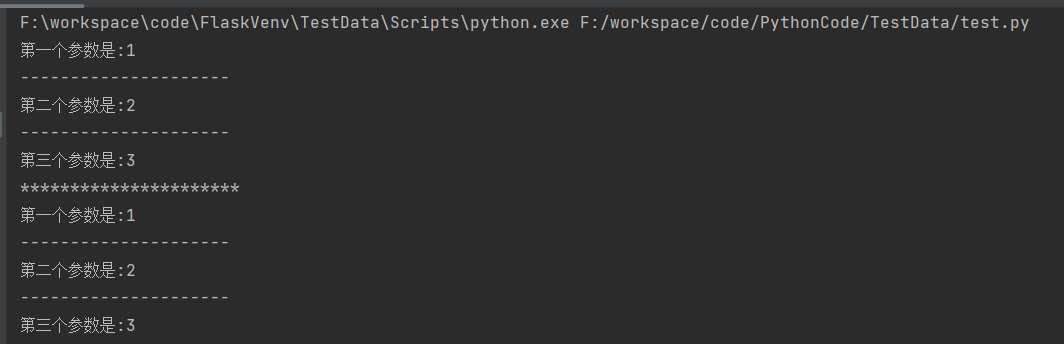 F:\workspace\code\FlaskVenv\TestData\Scripts\python.exe F:/workspace/code/PythonCode/TestData/test.py
第一个参数是:1
---------------------
第二个参数是:2
---------------------
第三个参数是:3
**********************
第一个参数是:1
---------------------
第二个参数是:2
---------------------
第三个参数是:3